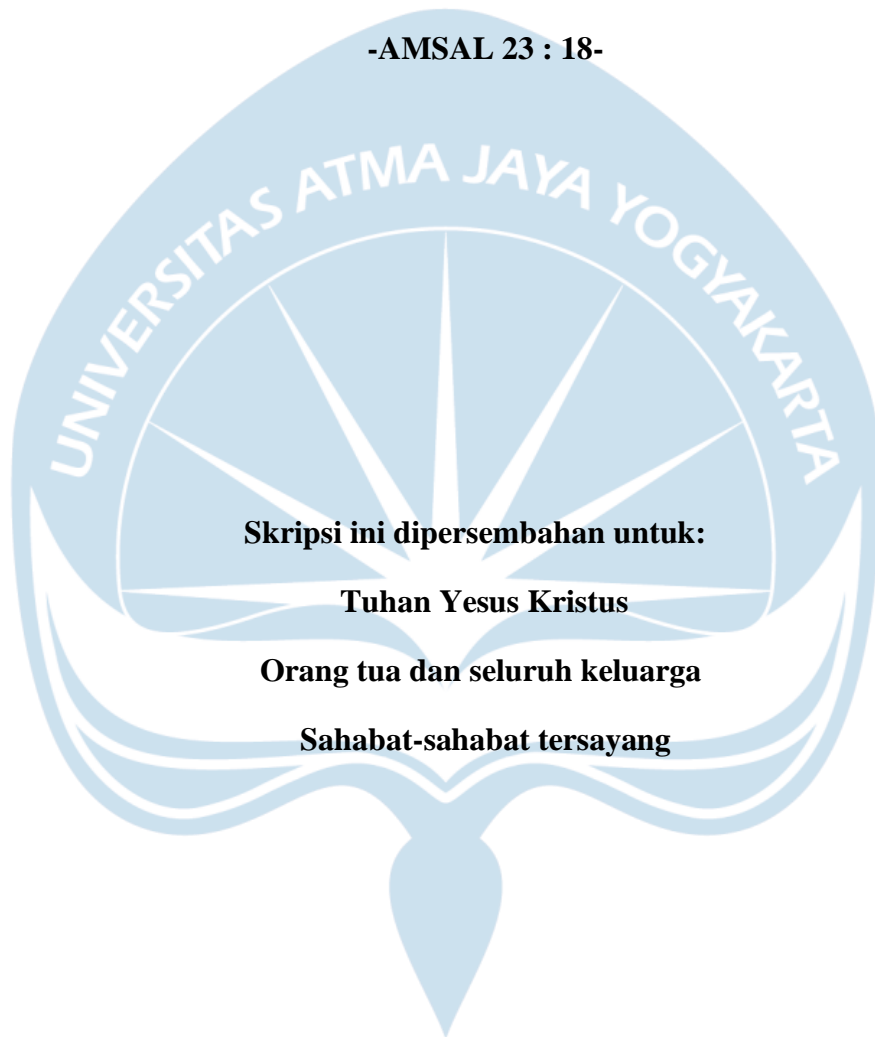 -AMSAL 23 : 18-
UNIVERSITAS ATMA JAYA YOGYAKARTA
Skripsi ini dipersembahan untuk:
Tuhan Yesus Kristus
Orang tua dan seluruh keluarga
Sahabat-sahabat tersayang